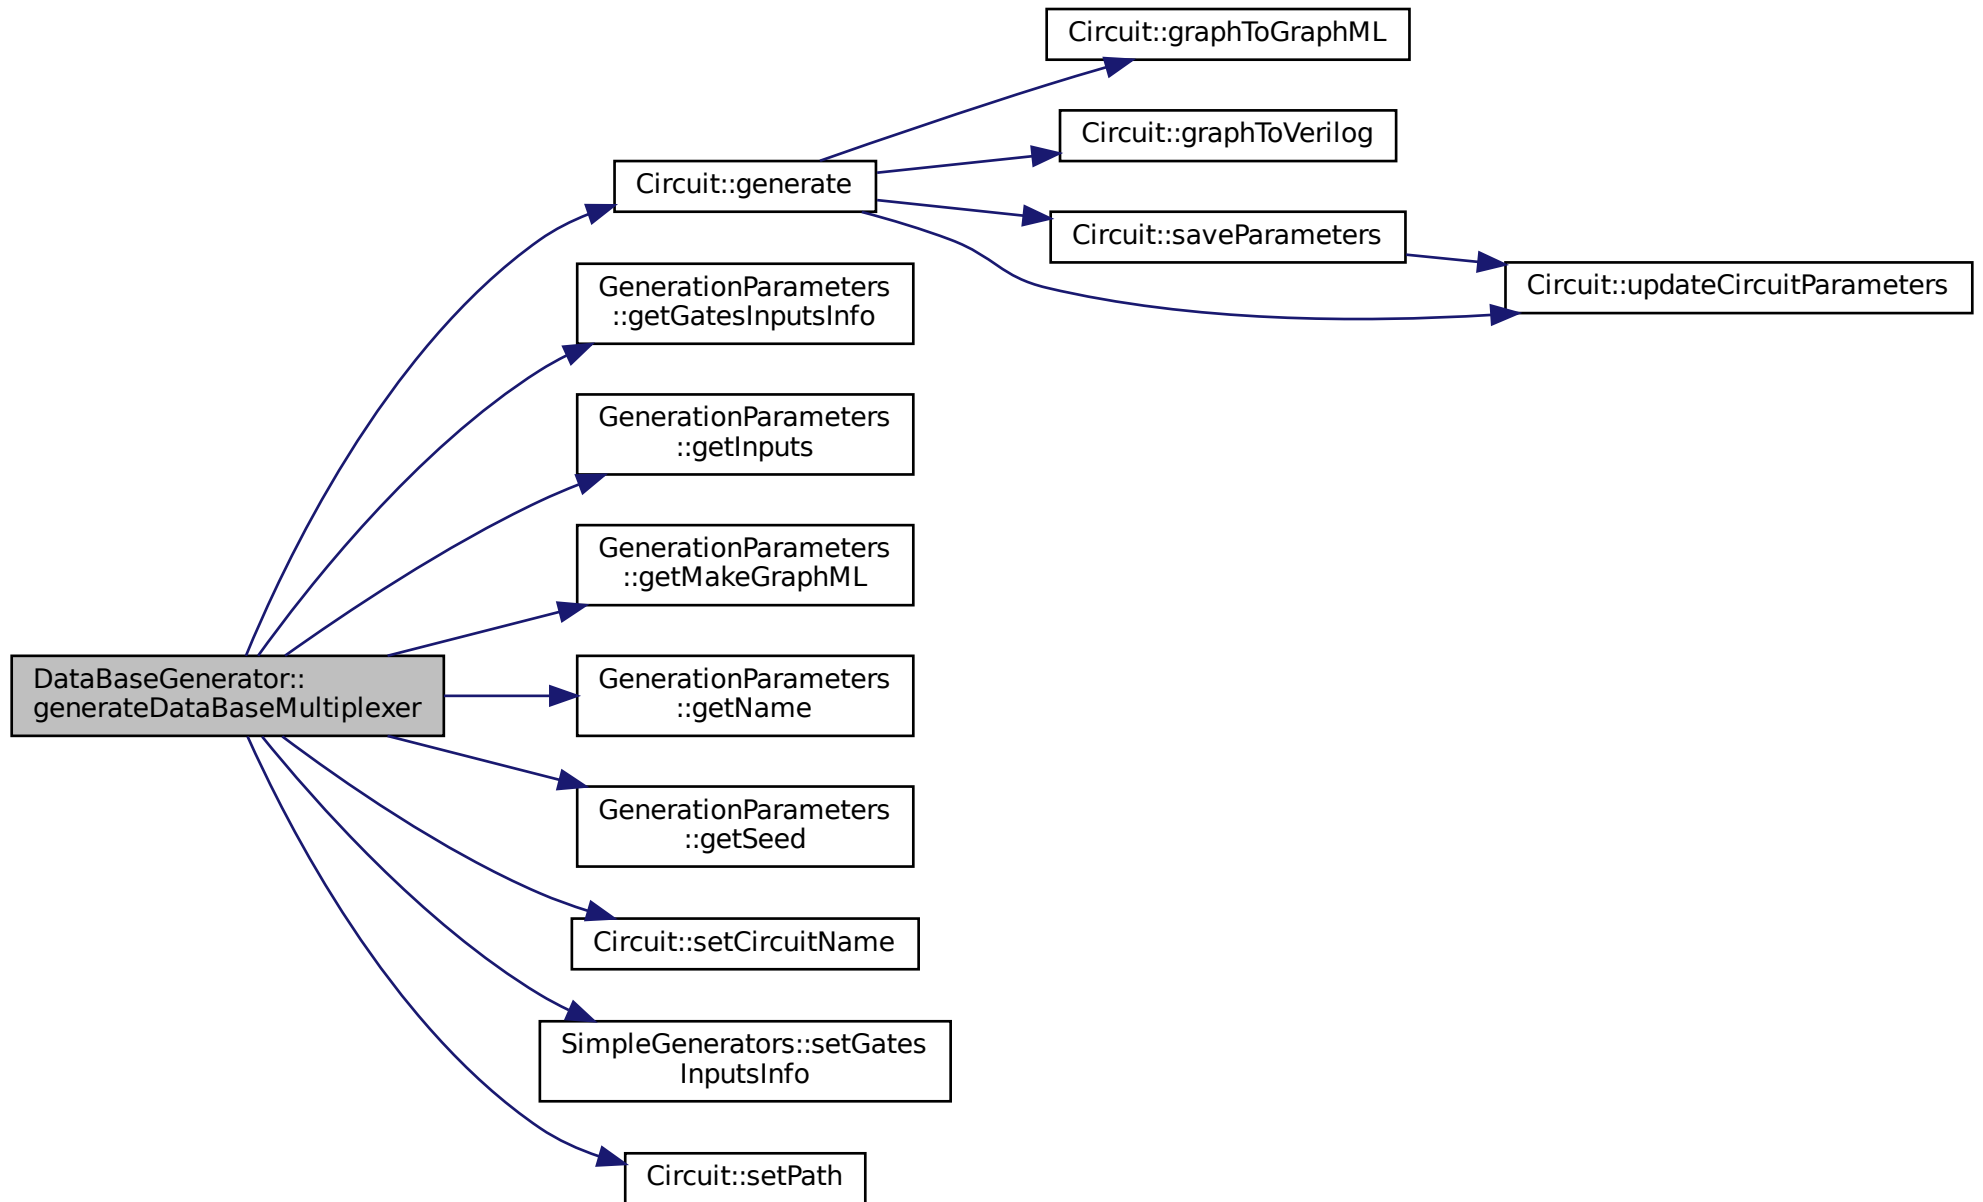 Circuit::graphToGraphML
Circuit::graphToVerilog
Circuit::generate
Circuit::saveParameters
Circuit::updateCircuitParameters
GenerationParameters
::getGatesInputsInfo
GenerationParameters
::getInputs
GenerationParameters
::getMakeGraphML
DataBaseGenerator::
generateDataBaseMultiplexer
GenerationParameters
::getName
GenerationParameters
::getSeed
Circuit::setCircuitName
SimpleGenerators::setGates
InputsInfo
Circuit::setPath